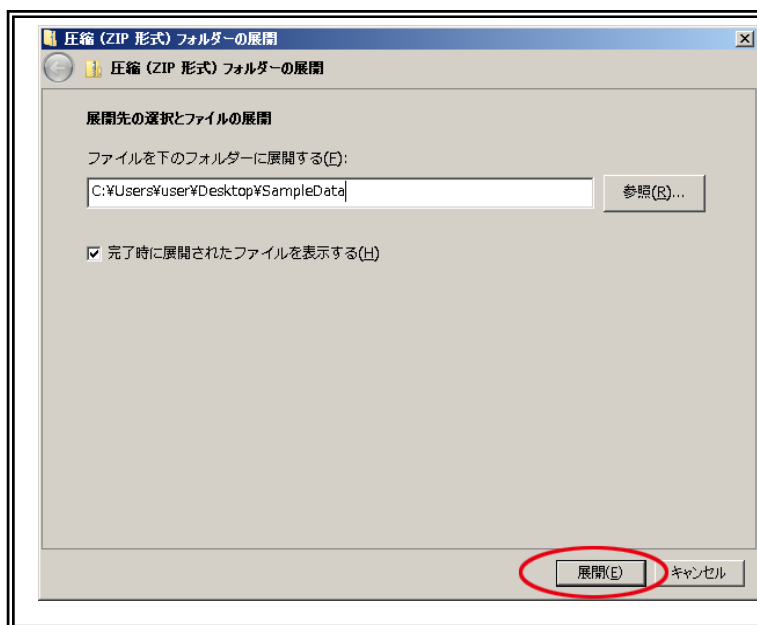 圧縮 (ZIP 形式) フォルダーの展開
圧縮 (ZIP 形式) フォルダーの展開
展開先の選択とファイルの展開
ファイルを下のフォルダーに展開する(F):
C:¥Users¥user¥Desktop¥SampleData
参照(R)...
完了時に展開されたファイルを表示する(H)
展開(E)
キャンセル